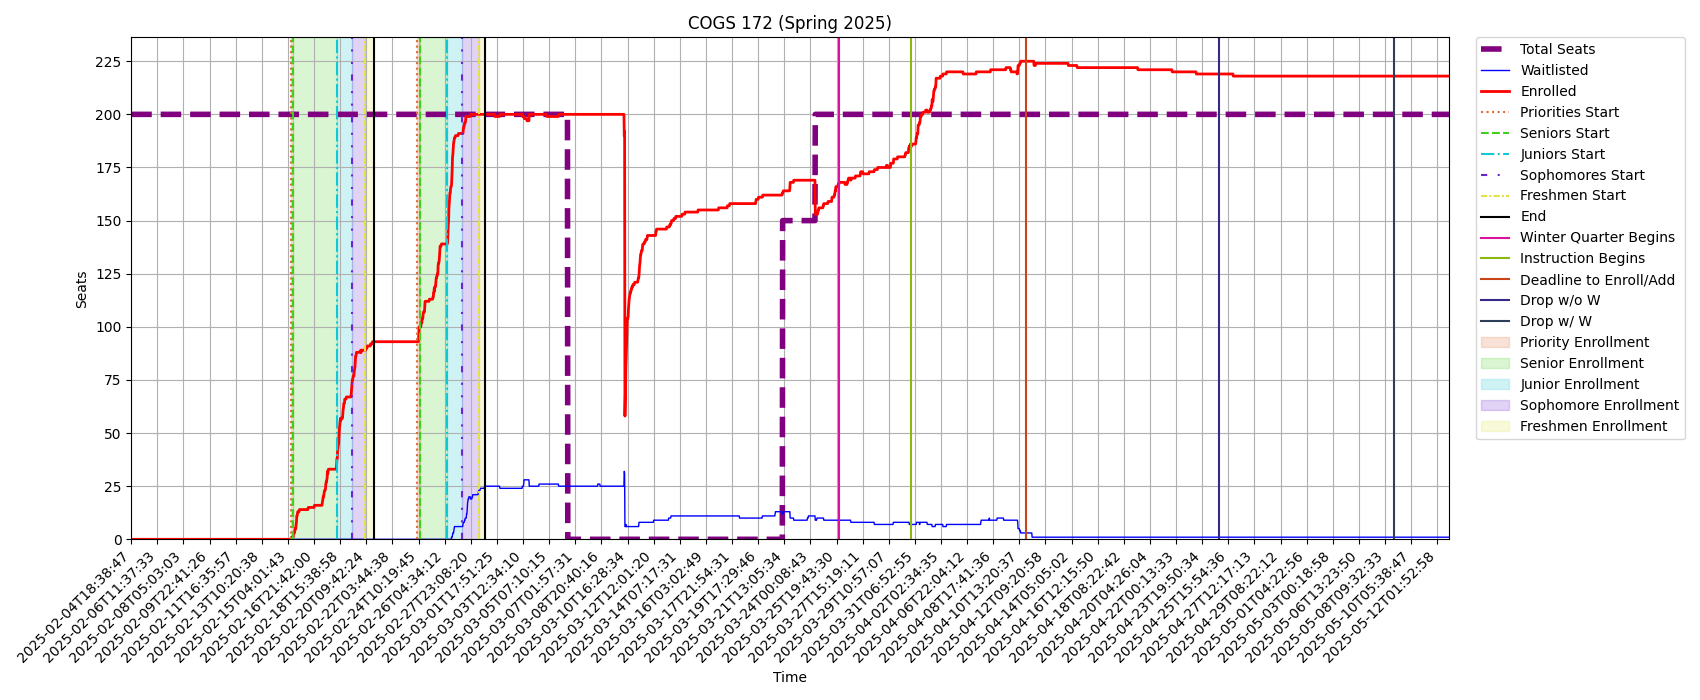 COGS 172 (Spring 2025)
Seats
225
200
175
150
125
100
75
50
25
0
2025-02-04T18:38:47
2025-02-06T11:37:33
2025-02-08T05:03:03
2025-02-09T22:41:26
2025-02-11T16:35:57
2025-02-13T10:20:38
2025-02-15T04:01:43
2025-02-16T21:42:00
2025-02-18T15:38:58
2025-02-20T09:42:24
2025-02-22T03:44:38
2025-02-24T10:19:45
2025-02-26T04:34:12
2025-02-27T23:08:20
2025-03-01T17:51:25
2025-03-03T12:34:10
2025-03-05T07:10:15
2025-03-07T01:57:31
2025-03-08T20:40:16
2025-03-10T16:28:34
2025-03-12T12:01:20
2025-03-14T07:17:31
2025-03-16T03:02:49
2025-03-17T21:54:31
2025-03-19T17:29:46
2025-03-21T13:05:34
2025-03-24T00:08:43
2025-03-25T19:43:30
2025-03-27T15:19:11
2025-03-29T10:57:07
2025-03-31T06:52:55
2025-04-02T02:34:35
2025-04-06T22:04:12
2025-04-08T17:41:36
2025-04-10T13:20:37
2025-04-12T09:20:58
2025-04-14T05:05:02
2025-04-16T12:15:50
2025-04-18T08:22:42
2025-04-20T04:26:04
2025-04-22T00:13:33
2025-04-23T19:50:34
2025-04-25T15:54:36
2025-04-27T12:17:13
2025-04-29T08:22:12
2025-05-01T04:22:56
2025-05-03T00:18:58
2025-05-06T13:23:50
2025-05-08T09:32:33
2025-05-10T05:38:47
2025-05-12T01:52:58
Time
Total Seats
Waitlisted
Enrolled
Priorities Start
Seniors Start
Juniors Start
Sophomores Start
Freshmen Start
End
Winter Quarter Begins
Instruction Begins
Deadline to Enroll/Add
Drop w/o W
Drop w/ W
Priority Enrollment
Senior Enrollment
Junior Enrollment
Sophomore Enrollment
Freshmen Enrollment